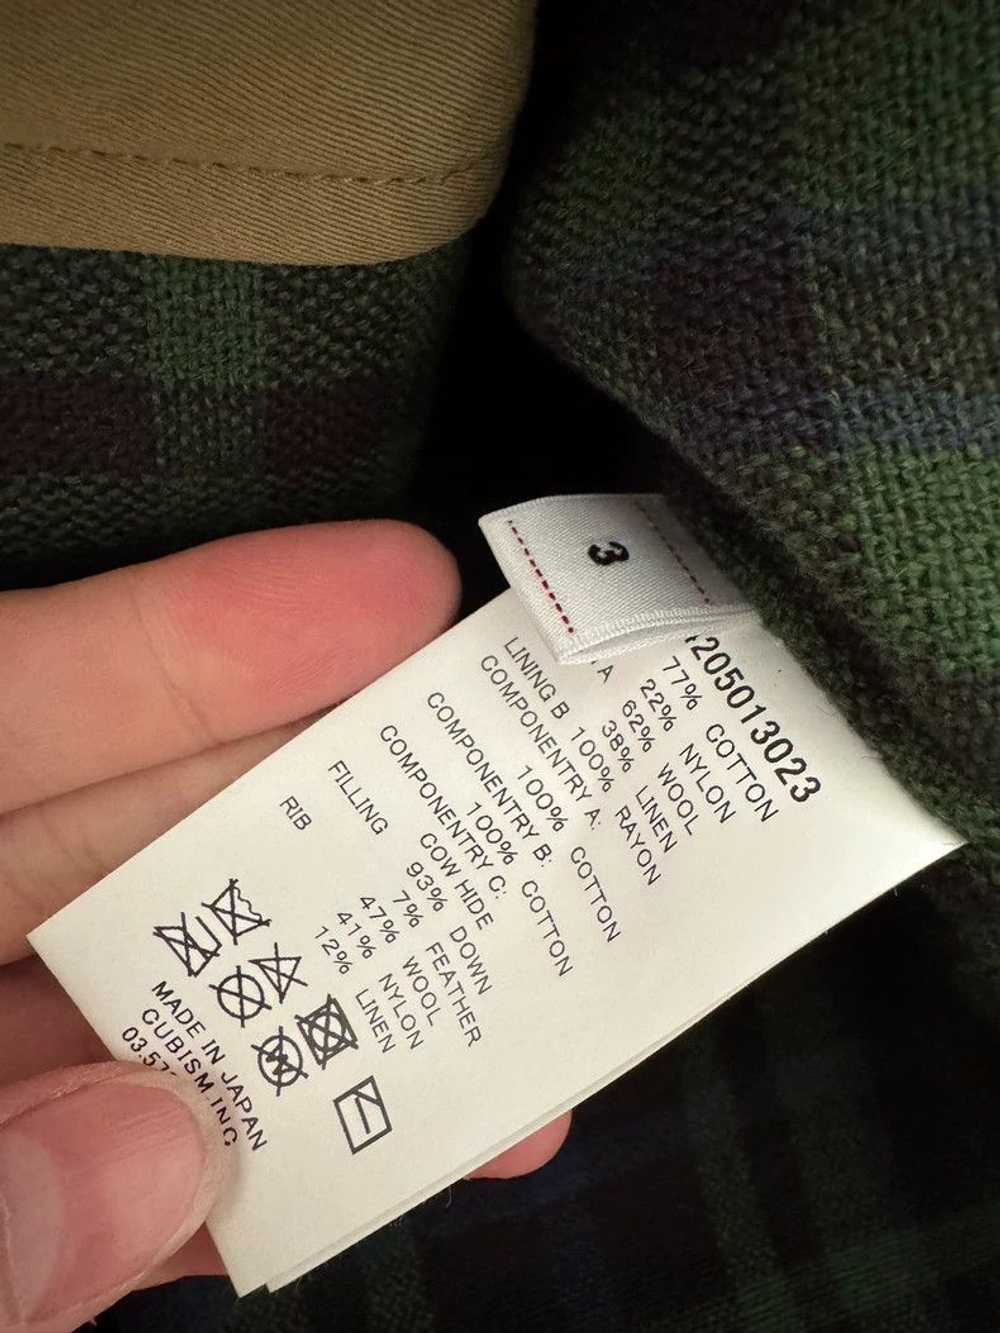 3
205013023
77% COTTON
22% NYLON
A 62% WOOL
38% LINEN
LINING B 100% RAYON
COMPONENTRY A:
100% COTTON
COMPONENTRY B:
100% COTTON
COMPONENTRY C:
COW HIDE
FILLING 93% DOWN
7% FEATHER
RIB 47% WOOL
41% NYLON
12% LINEN
W
MADE IN JAPAN
CUBISM.INC
03.57